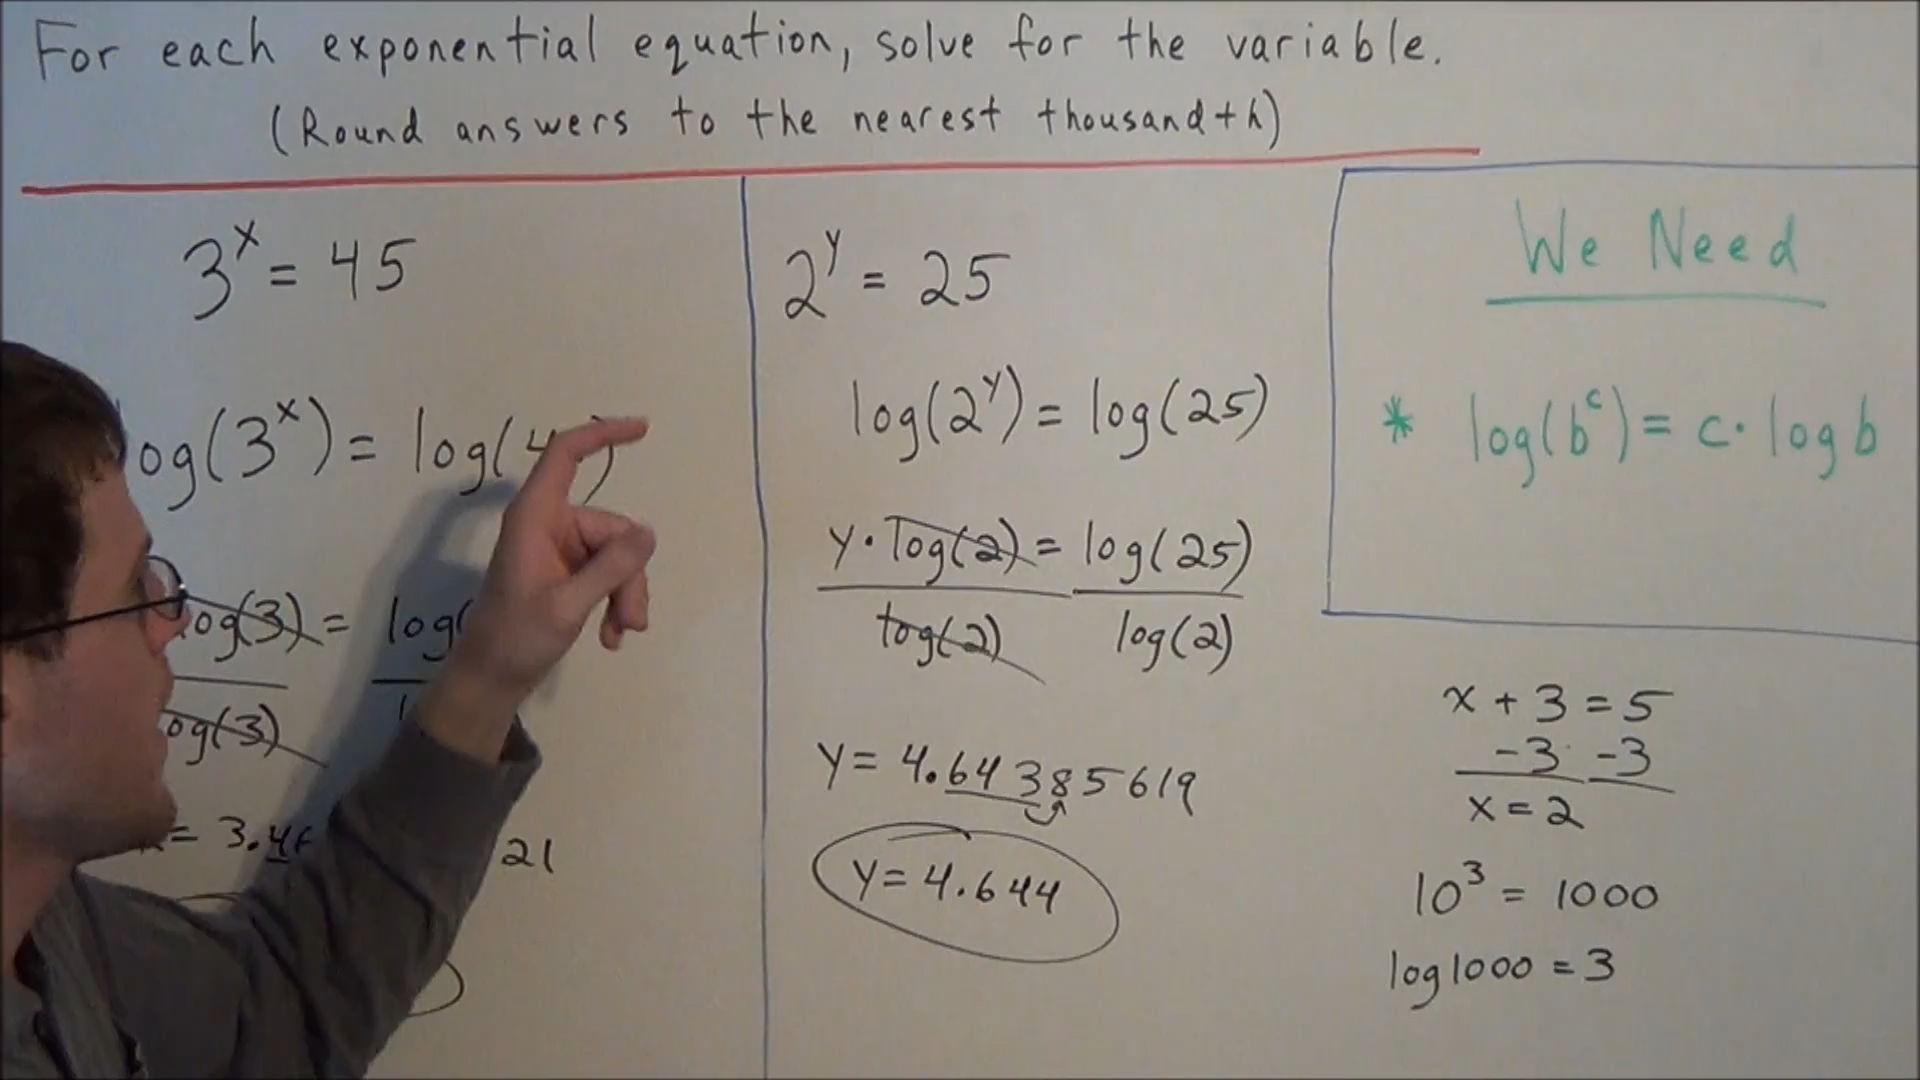 For each exponential equation, solve for the variable.
(Round answers to the nearest thousandth)
3^x = 45
og(3^x) = log(4 )
og(3) = log(
og(3)
= 3.4
21
2^y = 25
log(2^y) = log(25)
y · log(2) = log(25)
log(2) log(2)
y = 4.64385619
y = 4.644
We Need
* log(b^c) = c · log b
x + 3 = 5
-3 -3
x = 2
10^3 = 1000
log1000 = 3